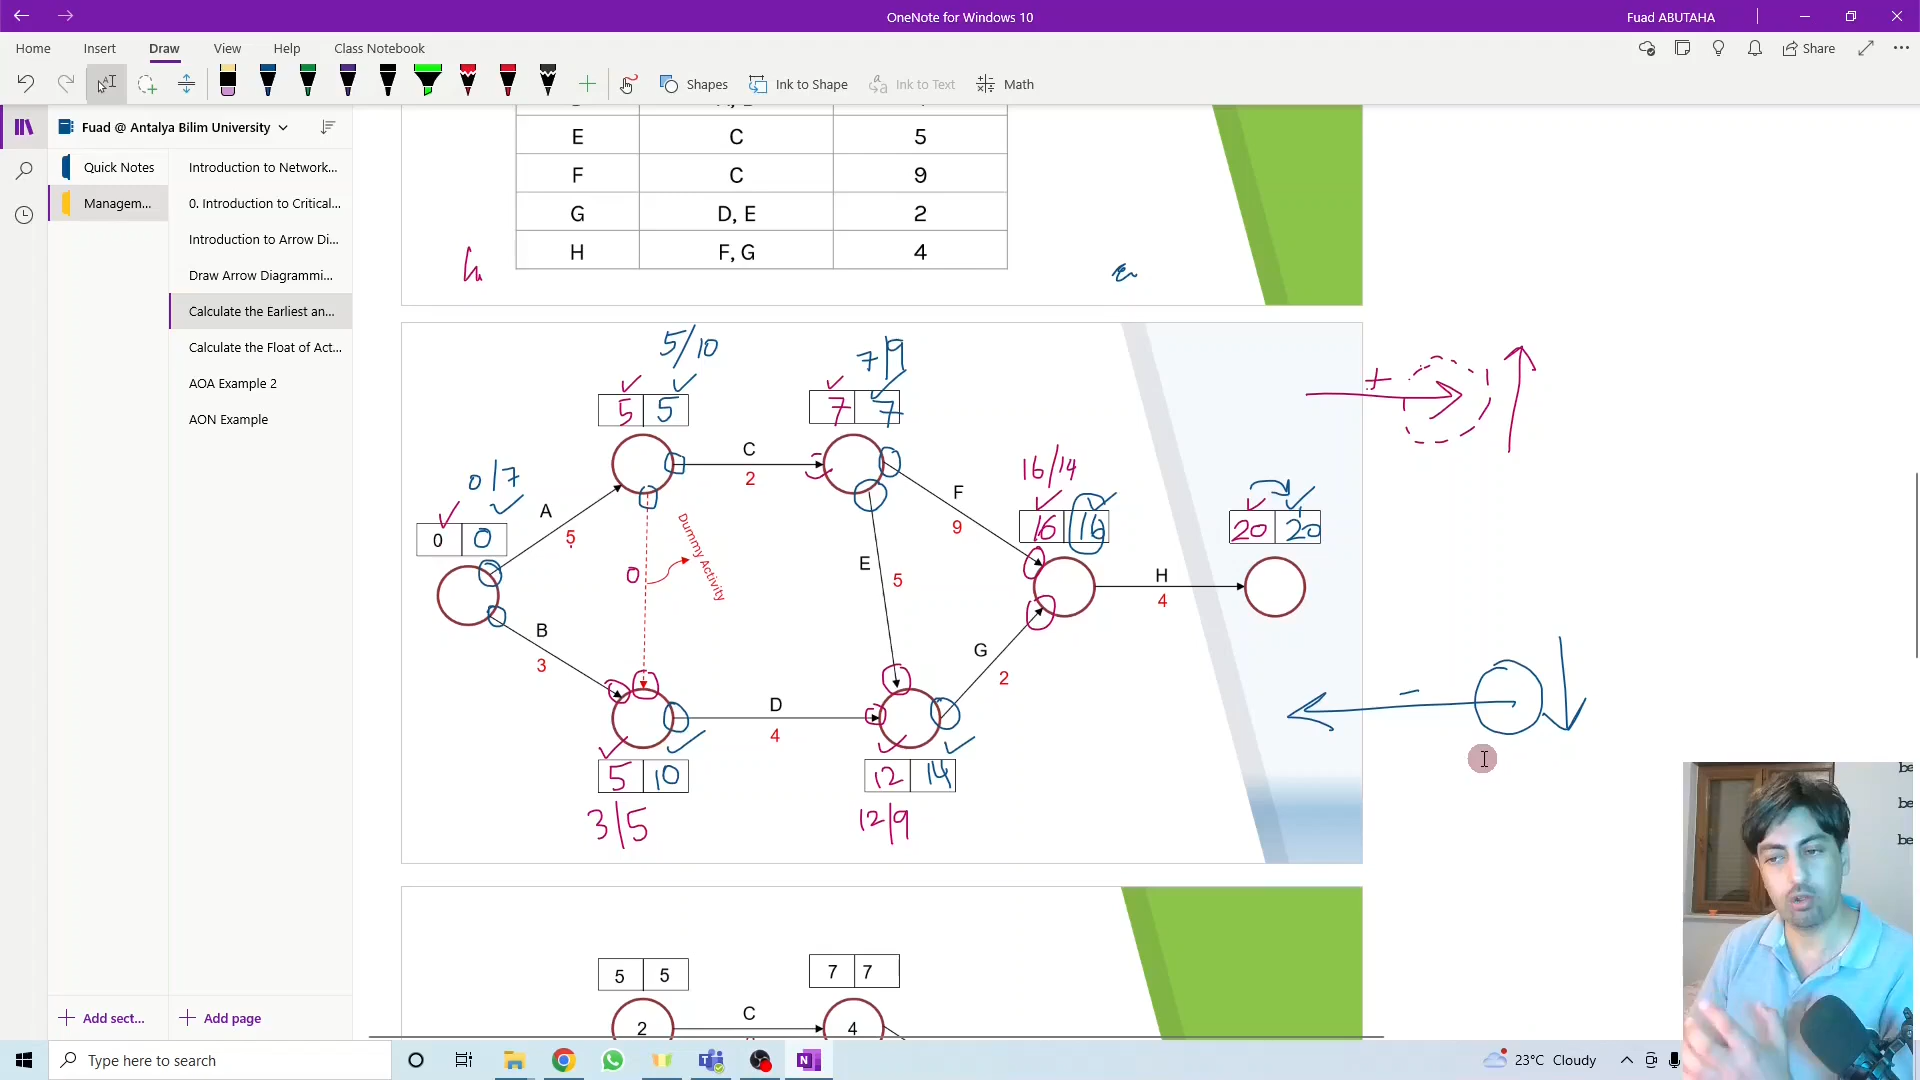 OneNote for Windows 10
Fuad ABUTAHA
Home Insert Draw View Help Class Notebook
Share
Shapes Ink to Shape Ink to Text Math
Fuad @ Antalya Bilim University
Quick Notes
Managem...
Introduction to Network...
0. Introduction to Critical...
Introduction to Arrow Di...
Draw Arrow Diagrammi...
Calculate the Earliest an...
Calculate the Float of Act...
AOA Example 2
AON Example
E C 5
F C 9
G D, E 2
H F, G 4
5/10
7/9
5 5
7 7
C
2
0/7
0 0
A
5
16/14
16 16
20 20
F
9
Dummy Activity
0
E
5
H
4
B
3
G
2
D
4
5 10
12 14
3/5
12/9
+
-
5 5
7 7
C
2
4
be
be
be
Add sect...
Add page
Type here to search
23°C Cloudy